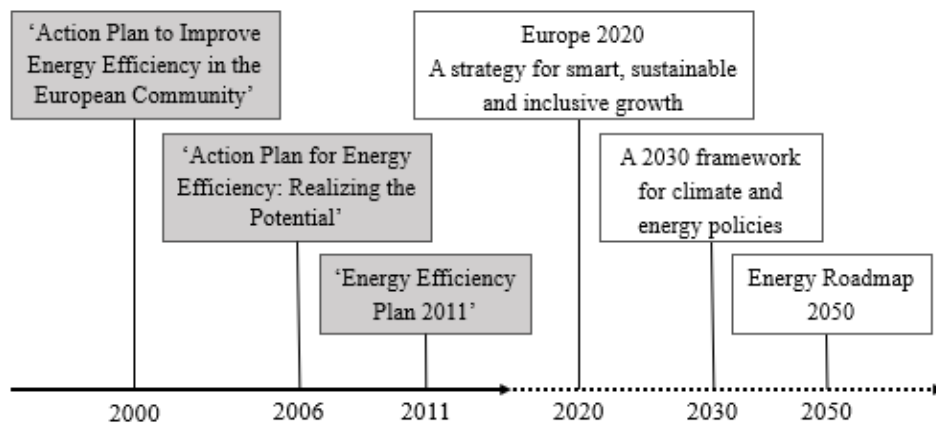 ‘Action Plan to Improve
Energy Efficiency in the
European Community’
Europe 2020
A strategy for smart, sustainable
and inclusive growth
‘Action Plan for Energy
Efficiency: Realizing the
Potential’
A 2030 framework
for climate and
energy policies
‘Energy Efficiency
Plan 2011’
Energy Roadmap
2050
2000
2006
2011
2020
2030
2050